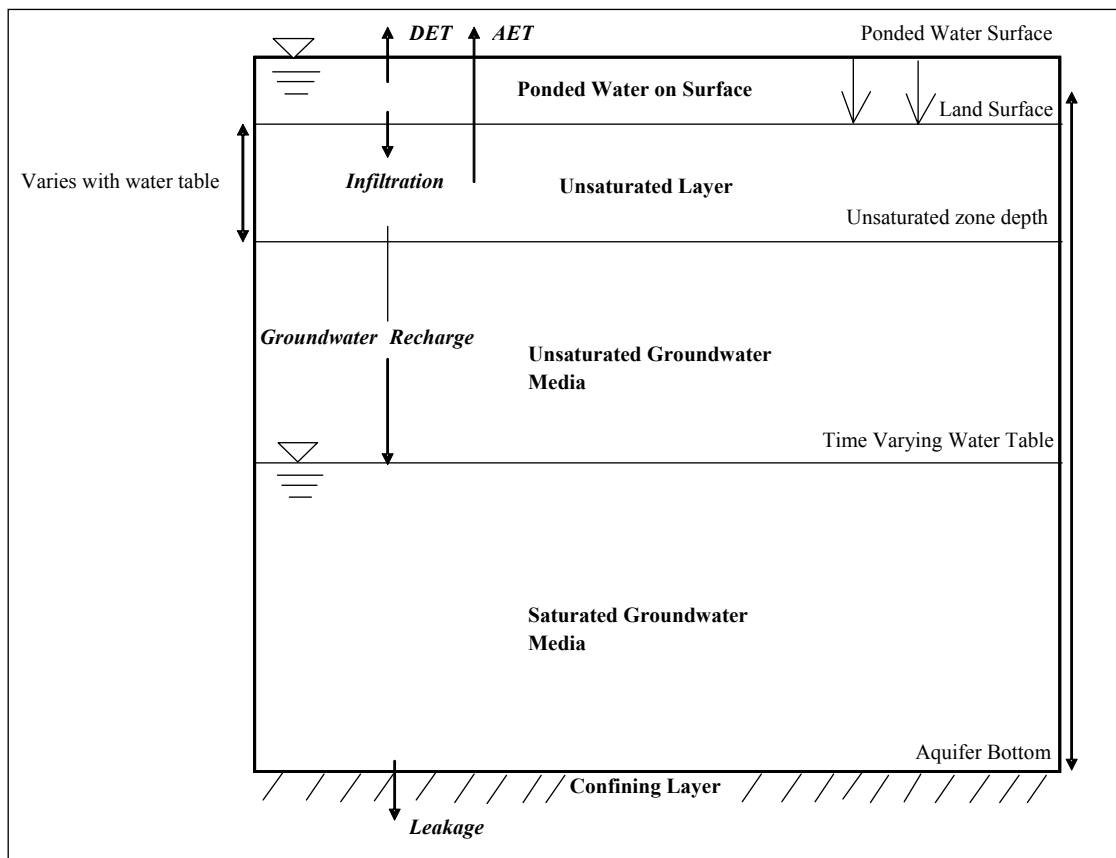 DET AET
Ponded Water Surface
Ponded Water on Surface
Land Surface
Varies with water table
Infiltration
Unsaturated Layer
Unsaturated zone depth
Groundwater Recharge
Unsaturated Groundwater
Media
Time Varying Water Table
Saturated Groundwater
Media
Aquifer Bottom
Confining Layer
Leakage